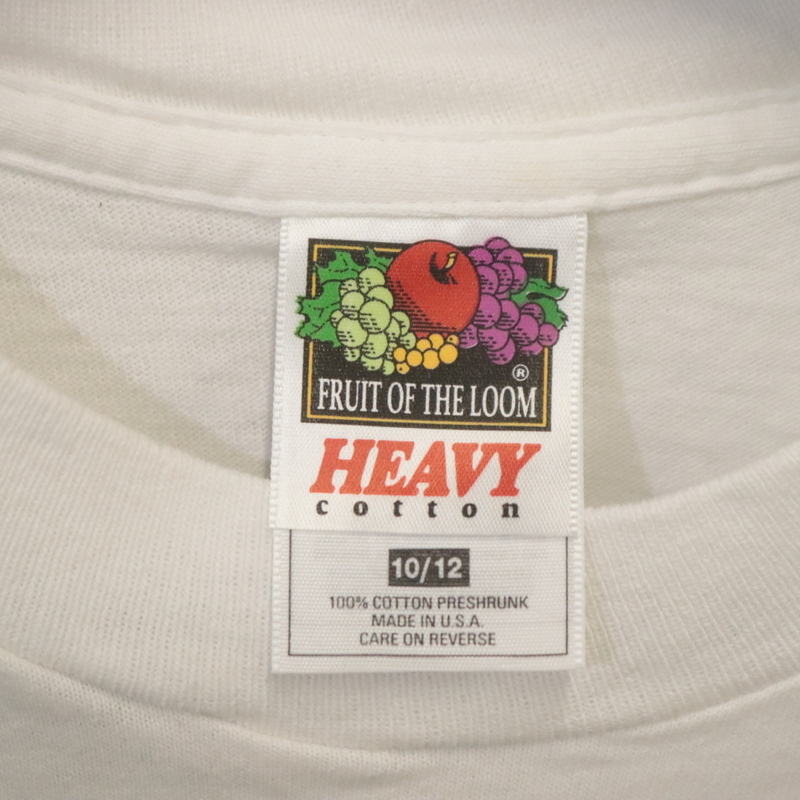 ®
FRUIT OF THE LOOM
HEAVY
cotton
10/12
100% COTTON PRESHRUNK
MADE IN U.S.A.
CARE ON REVERSE